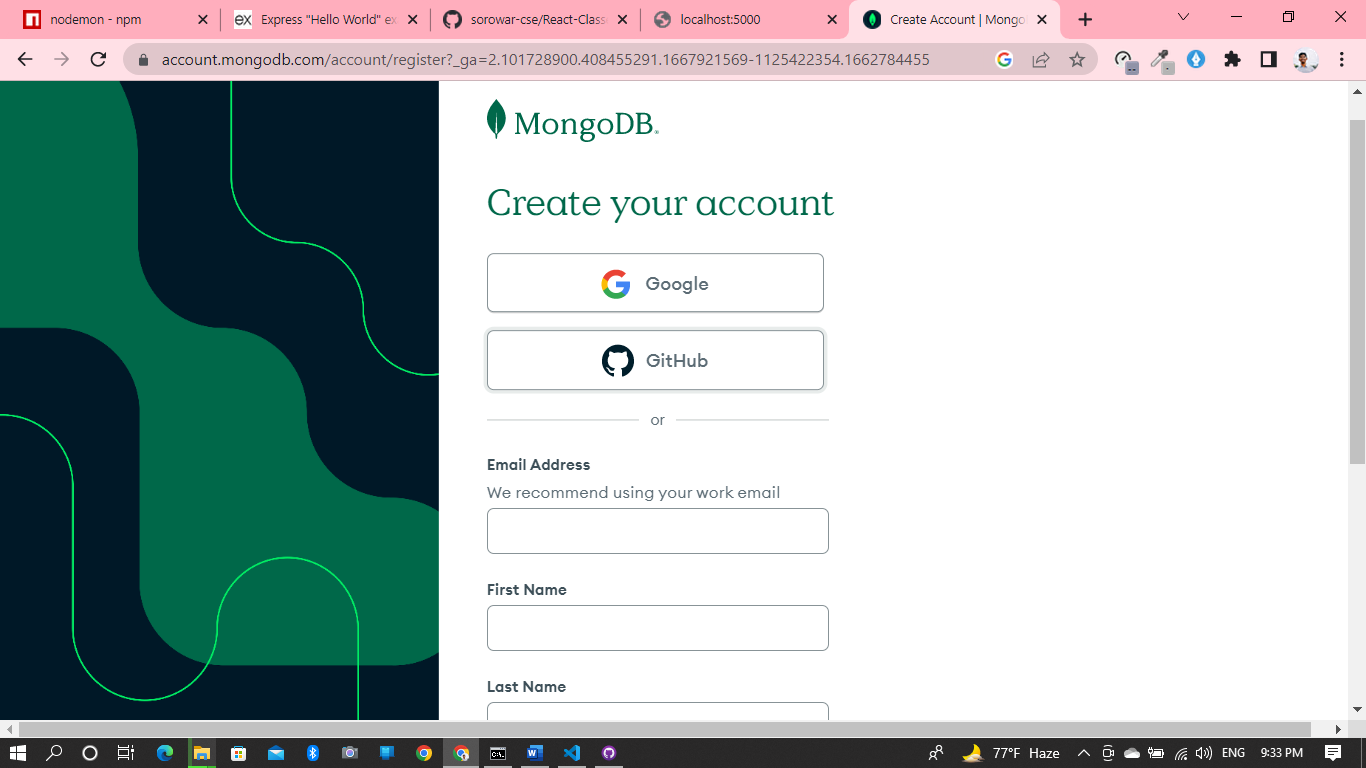 nodemon - npm
Express "Hello World" ex
sorowar-cse/React-Class
localhost:5000
Create Account | Mongo
account.mongodb.com/account/register?_ga=2.101728900.408455291.1667921569-1125422354.1662784455
MongoDB
Create your account
Google
GitHub
or
Email Address
We recommend using your work email
First Name
Last Name
77°F Haze
ENG
9:33 PM